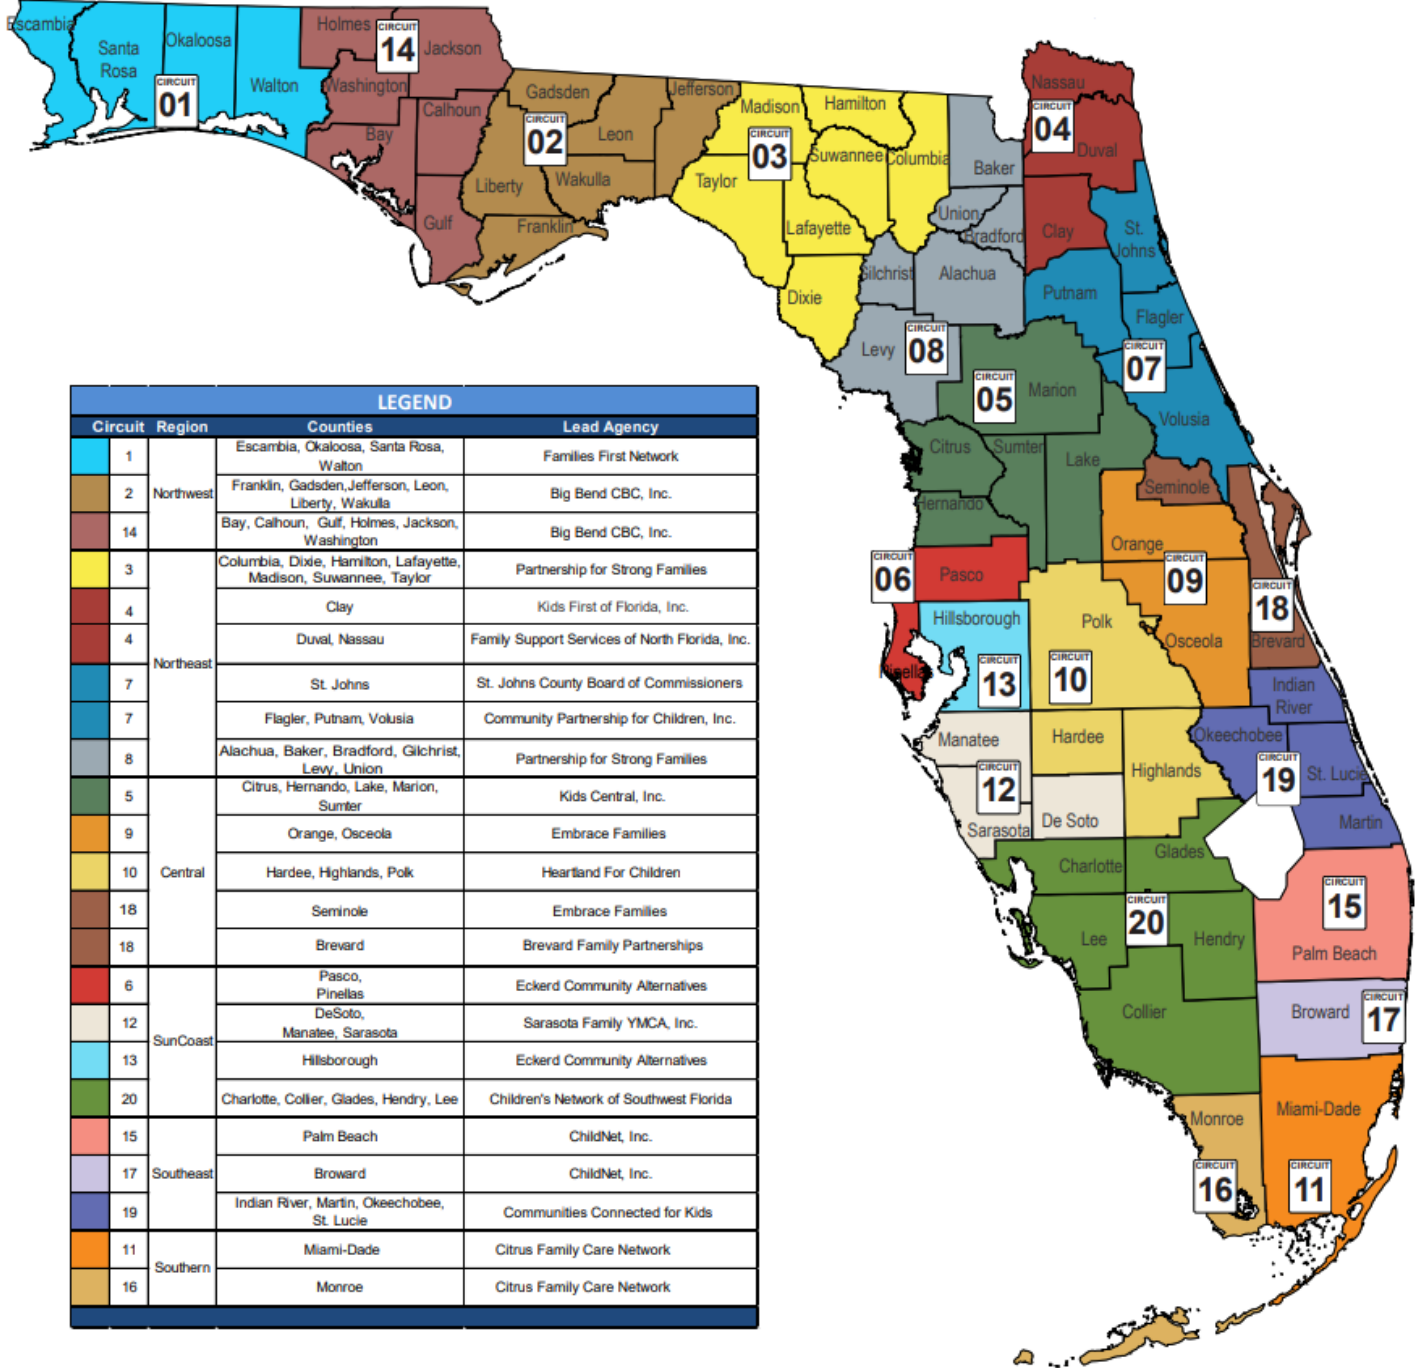 Escambia
Santa
Rosa
Okaloosa
Walton
CIRCUIT
01
Holmes
CIRCUIT
14
Jackson
Washington
Calhoun
Bay
Gulf
Gadsden
Jefferson
CIRCUIT
02
Leon
Liberty
Wakulla
Franklin
Madison
Hamilton
CIRCUIT
03
Suwannee
Columbia
Taylor
Lafayette
Dixie
Nassau
CIRCUIT
04
Duval
Clay
Baker
Union
Bradford
Gilchrist
Alachua
Levy
CIRCUIT
08
St.
Johns
Putnam
Flagler
CIRCUIT
07
Volusia
CIRCUIT
05
Marion
Citrus
Sumter
Lake
Hernando
Seminole
Orange
CIRCUIT
09
Osceola
CIRCUIT
06
Pasco
Pinellas
Hillsborough
CIRCUIT
13
Polk
CIRCUIT
10
CIRCUIT
18
Brevard
Indian
River
Okeechobee
CIRCUIT
19
St. Lucie
Martin
Manatee
Hardee
Highlands
CIRCUIT
12
Sarasota
De Soto
Charlotte
Glades
CIRCUIT
20
Lee
Hendry
Collier
CIRCUIT
15
Palm Beach
Broward
CIRCUIT
17
Monroe
CIRCUIT
16
Miami-Dade
CIRCUIT
11
LEGEND
Circuit Region Counties Lead Agency
1 Escambia, Okaloosa, Santa Rosa,
Walton Families First Network
Northwest
2 Franklin, Gadsden,Jefferson, Leon,
Liberty, Wakulla Big Bend CBC, Inc.
14 Bay, Calhoun, Gulf, Holmes, Jackson,
Washington Big Bend CBC, Inc.
3 Columbia, Dixie, Hamilton, Lafayette,
Madison, Suwannee, Taylor Partnership for Strong Families
4 Clay Kids First of Florida, Inc.
4 Duval, Nassau Family Support Services of North Florida, Inc.
Northeast
7 St. Johns St. Johns County Board of Commissioners
7 Flagler, Putnam, Volusia Community Partnership for Children, Inc.
8 Alachua, Baker, Bradford, Gilchrist,
Levy, Union Partnership for Strong Families
5 Citrus, Hernando, Lake, Marion,
Sumter Kids Central, Inc.
9 Orange, Osceola Embrace Families
10 Central Hardee, Highlands, Polk Heartland For Children
18 Seminole Embrace Families
18 Brevard Brevard Family Partnerships
6 Pasco,
Pinellas Eckerd Community Alternatives
12 DeSoto,
Manatee, Sarasota Sarasota Family YMCA, Inc.
SunCoast
13 Hillsborough Eckerd Community Alternatives
20 Charlotte, Collier, Glades, Hendry, Lee Children's Network of Southwest Florida
15 Palm Beach ChildNet, Inc.
17 Southeast Broward ChildNet, Inc.
19 Indian River, Martin, Okeechobee,
St. Lucie Communities Connected for Kids
11 Miami-Dade Citrus Family Care Network
Southern
16 Monroe Citrus Family Care Network